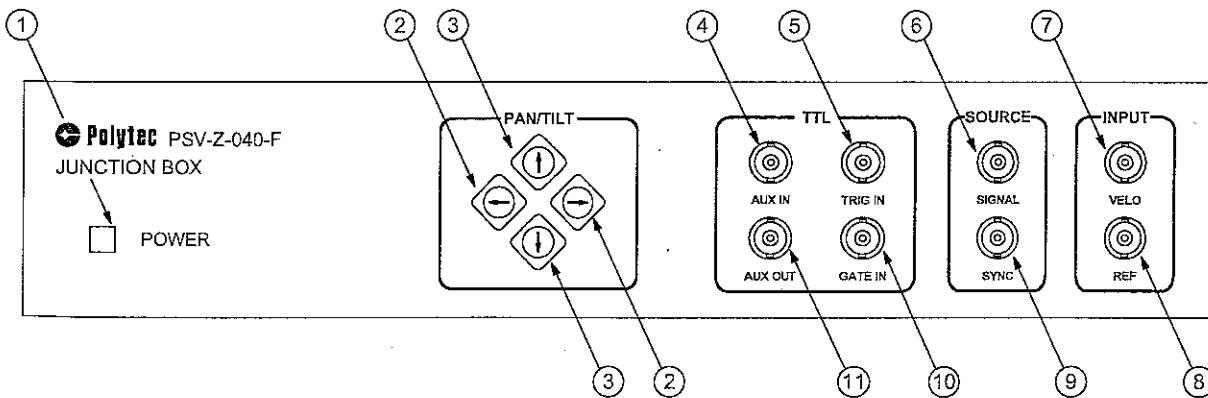 1 2 3 4 5 6 7
Polytec PSV-Z-040-F
JUNCTION BOX
POWER
PAN/TILT
TTL
AUX IN TRIG IN
AUX OUT GATE IN
SOURCE
SIGNAL
SYNC
INPUT
VELO
REF
3 2 11 10 9 8